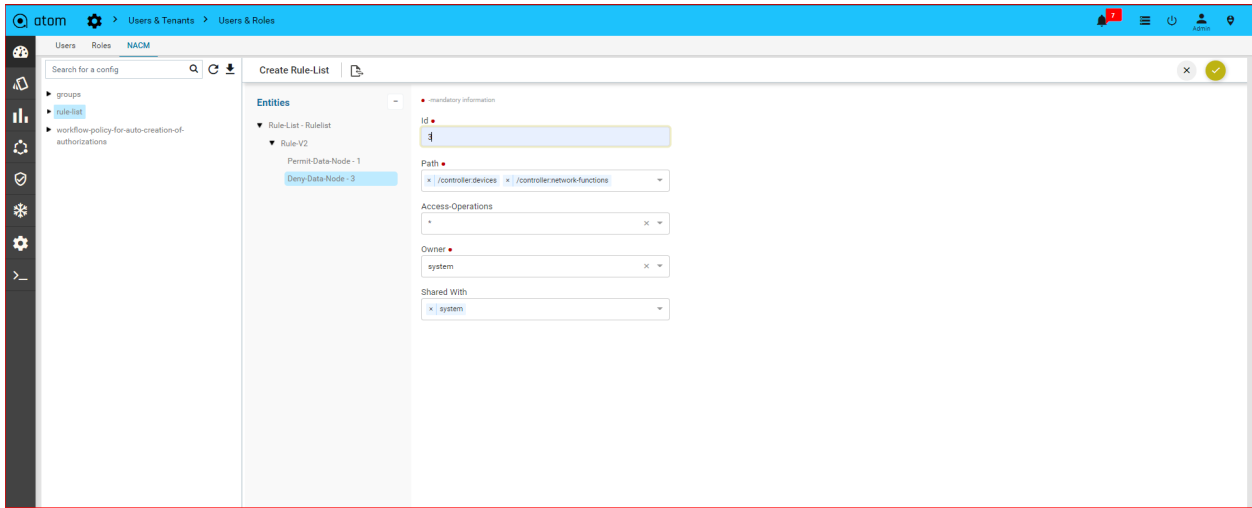 atom > Users & Tenants > Users & Roles 7 Admin
Users Roles NACM
Search for a config
groups
rule-list
workflow-policy-for-auto-creation-of-
authorizations
Create Rule-List
Entities
Rule-List - Rulelist
Rule-V2
Permit-Data-Node - 1
Deny-Data-Node - 3
-mandatory information
Id
3
Path
× /controller:devices × /controller:network-functions
Access-Operations
*
Owner
system
Shared With
× system